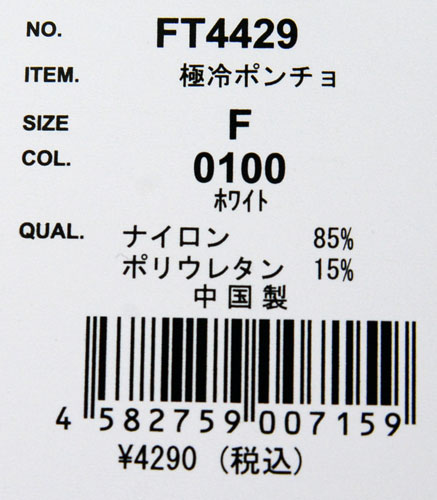 NO. FT4429
ITEM. 極冷ポンチョ
SIZE F
COL. 0100
ﾎﾜｲﾄ
QUAL. ナイロン 85%
ポリウレタン 15%
中国製
4 582759 007159
¥4290 (税込)